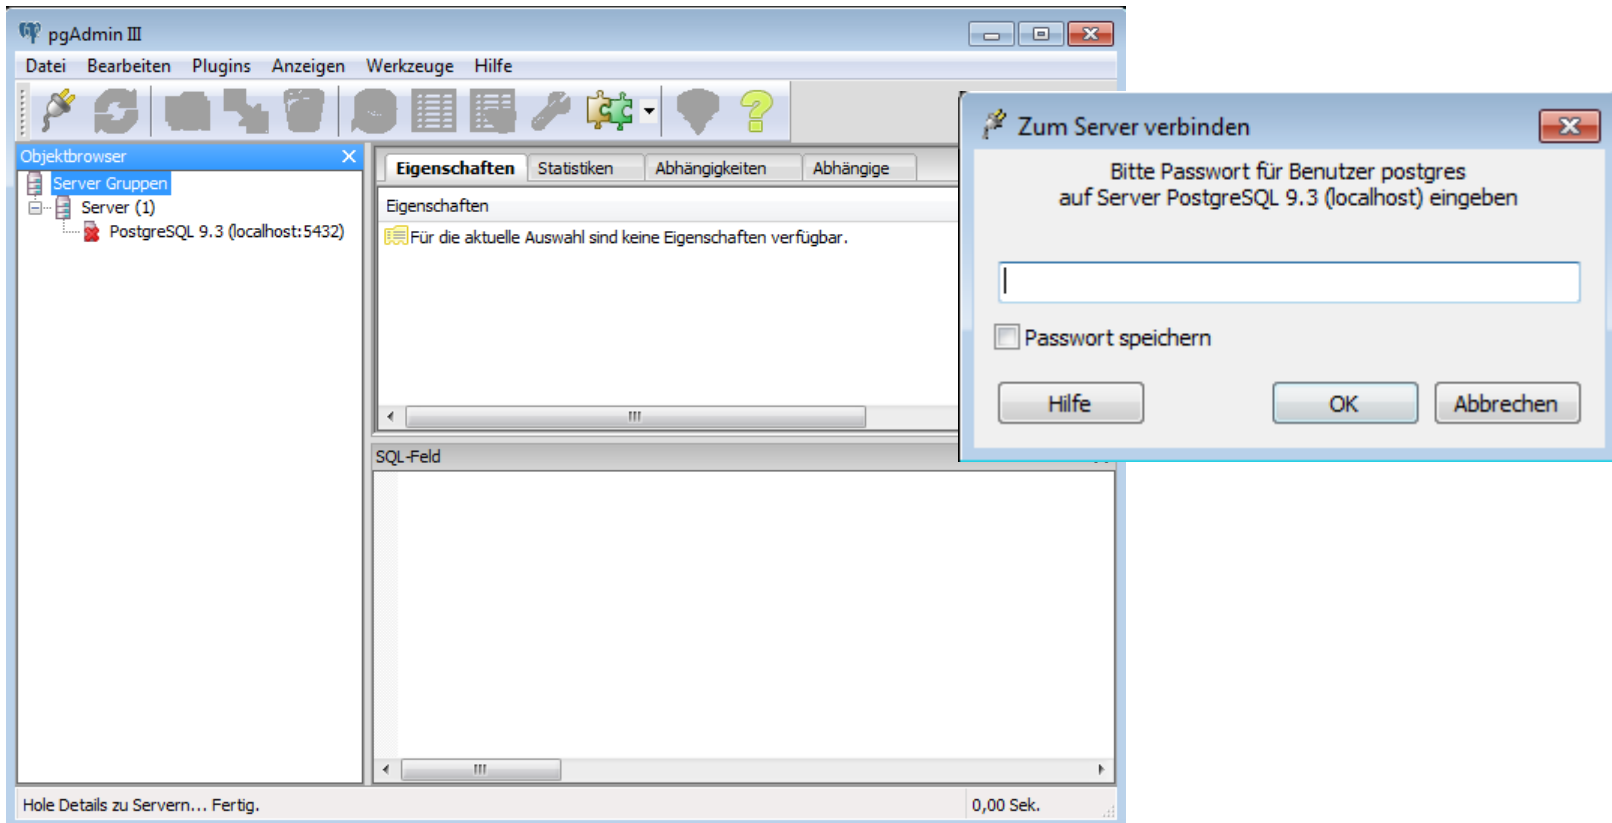 pgAdmin III
Datei Bearbeiten Plugins Anzeigen Werkzeuge Hilfe
Objektbrowser
Server Gruppen
Server (1)
PostgreSQL 9.3 (localhost:5432)
Eigenschaften Statistiken Abhängigkeiten Abhängige
Eigenschaften
Für die aktuelle Auswahl sind keine Eigenschaften verfügbar.
SQL-Feld
Hole Details zu Servern... Fertig. 0,00 Sek.
Zum Server verbinden
Bitte Passwort für Benutzer postgres
auf Server PostgreSQL 9.3 (localhost) eingeben
Passwort speichern
Hilfe OK Abbrechen